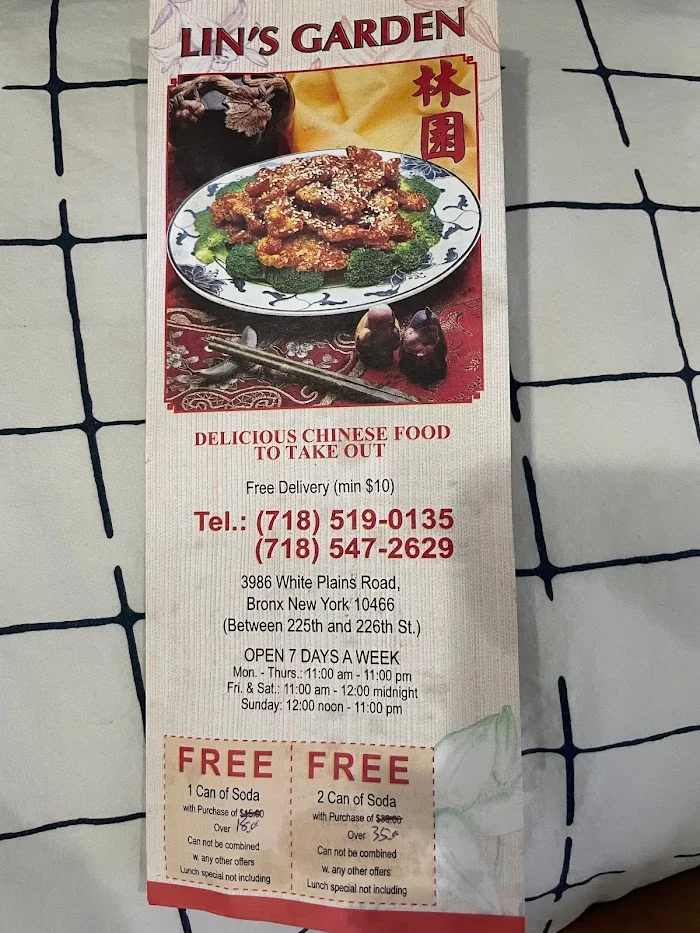 LIN'S GARDEN
林
園
DELICIOUS CHINESE FOOD
TO TAKE OUT
Free Delivery (min $10)
Tel.: (718) 519-0135
(718) 547-2629
3986 White Plains Road,
Bronx New York 10466
(Between 225th and 226th St.)
OPEN 7 DAYS A WEEK
Mon. - Thurs.: 11:00 am - 11:00 pm
Fri. & Sat.: 11:00 am - 12:00 midnight
Sunday: 12:00 noon - 11:00 pm
FREE
1 Can of Soda
with Purchase of
Over
Can not be combined
w. any other offers
Lunch special not including
FREE
2 Can of Soda
with Purchase of $30.00
Over 35.00
Can not be combined
w. any other offers
Lunch special not including